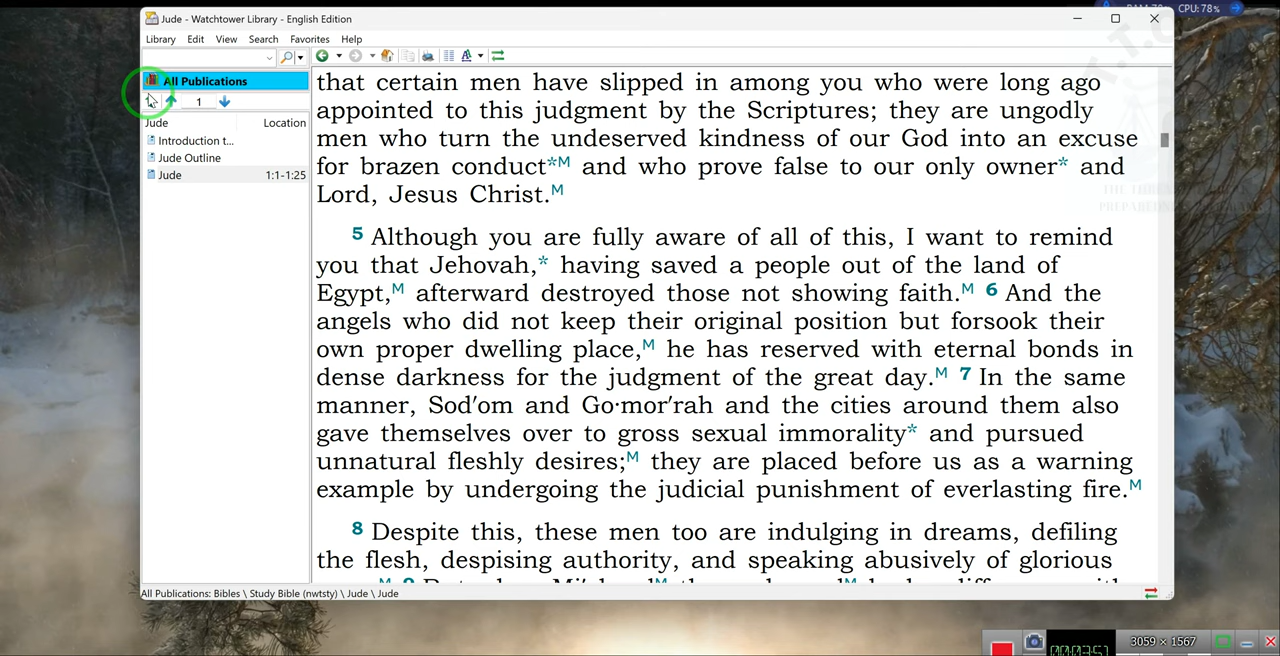 RAM:78% CPU: 78%
Jude - Watchtower Library - English Edition
Library Edit View Search Favorites Help
All Publications
1
Jude Location
Introduction t...
Jude Outline
Jude 1:1-1:25
that certain men have slipped in among you who were long ago
appointed to this judgment by the Scriptures; they are ungodly
men who turn the undeserved kindness of our God into an excuse
for brazen conduct*M and who prove false to our only owner* and
Lord, Jesus Christ.M
5 Although you are fully aware of all of this, I want to remind
you that Jehovah,* having saved a people out of the land of
Egypt,M afterward destroyed those not showing faith.M 6 And the
angels who did not keep their original position but forsook their
own proper dwelling place,M he has reserved with eternal bonds in
dense darkness for the judgment of the great day.M 7 In the same
manner, Sodʹom and Go·morʹrah and the cities around them also
gave themselves over to gross sexual immorality* and pursued
unnatural fleshly desires;M they are placed before us as a warning
example by undergoing the judicial punishment of everlasting fire.M
8 Despite this, these men too are indulging in dreams, defiling
the flesh, despising authority, and speaking abusively of glorious
All Publications: Bibles \ Study Bible (nwtsty) \ Jude \ Jude
3059 × 1567